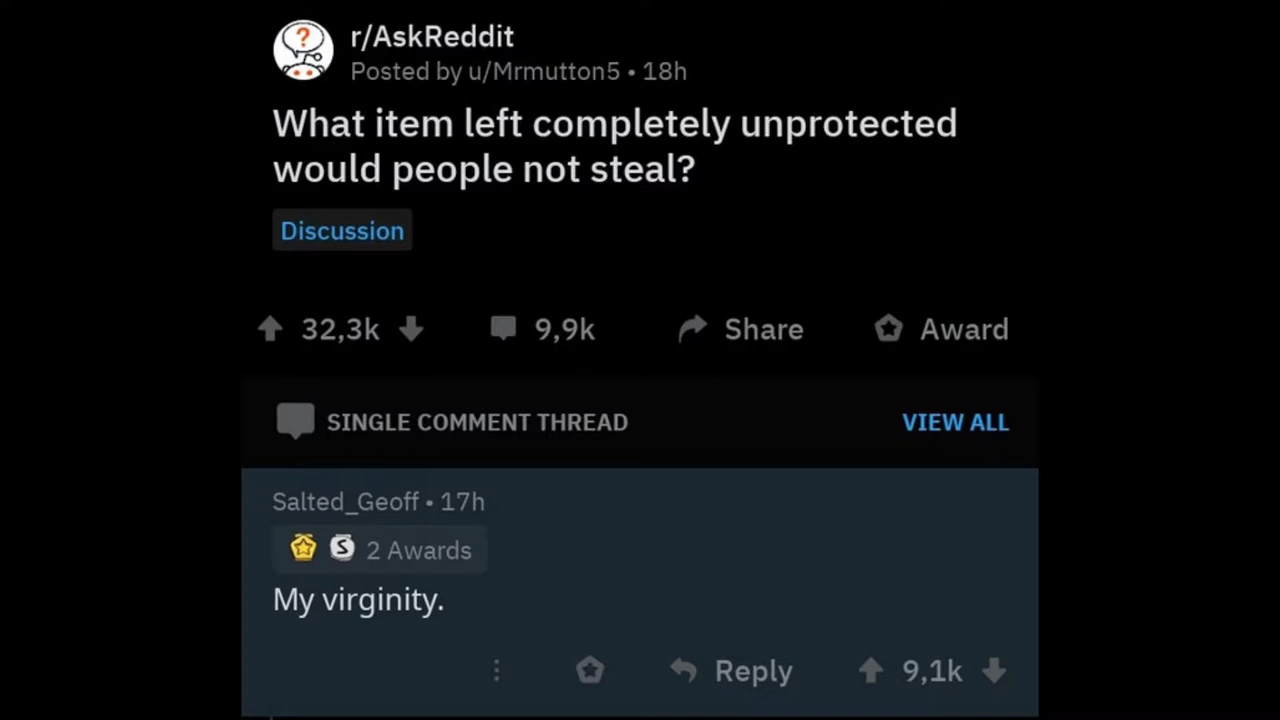 r/AskReddit
Posted by u/Mrmutton5 • 18h
What item left completely unprotected
would people not steal?
Discussion
32,3k 9,9k Share Award
SINGLE COMMENT THREAD VIEW ALL
Salted_Geoff • 17h
S 2 Awards
My virginity.
Reply 9,1k